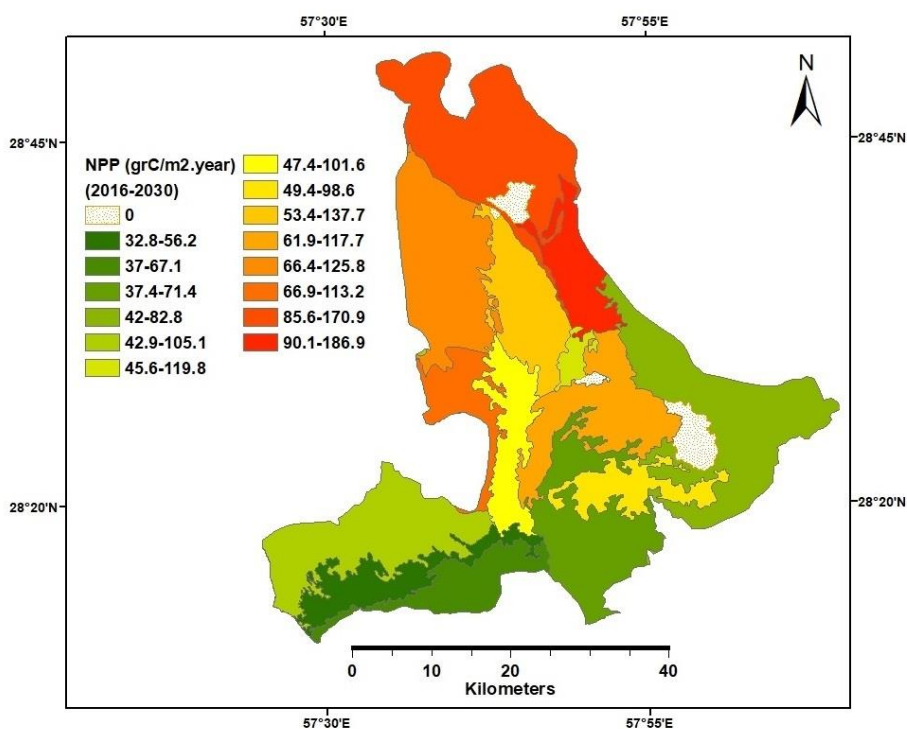 57°30'E 57°55'E
N
28°45'N 28°45'N
NPP (grC/m2.year)
(2016-2030)
0
32.8-56.2
37-67.1
37.4-71.4
42-82.8
42.9-105.1
45.6-119.8
47.4-101.6
49.4-98.6
53.4-137.7
61.9-117.7
66.4-125.8
66.9-113.2
85.6-170.9
90.1-186.9
28°20'N 28°20'N
0 10 20 40
Kilometers
57°30'E 57°55'E